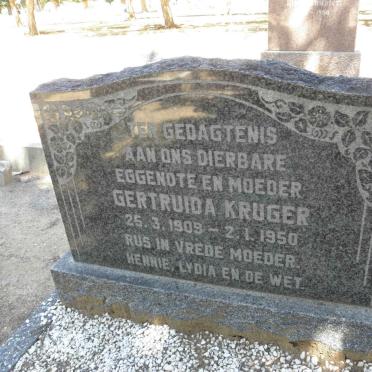 TER GEDAGTENIS
AAN ONS DIERBARE
EGGENOTE EN MOEDER
GERTRUIDA KRUGER
25. 3. 1909 – 2. 1. 1950
RUS IN VREDE MOEDER.
HENNIE, LYDIA EN DE WET.